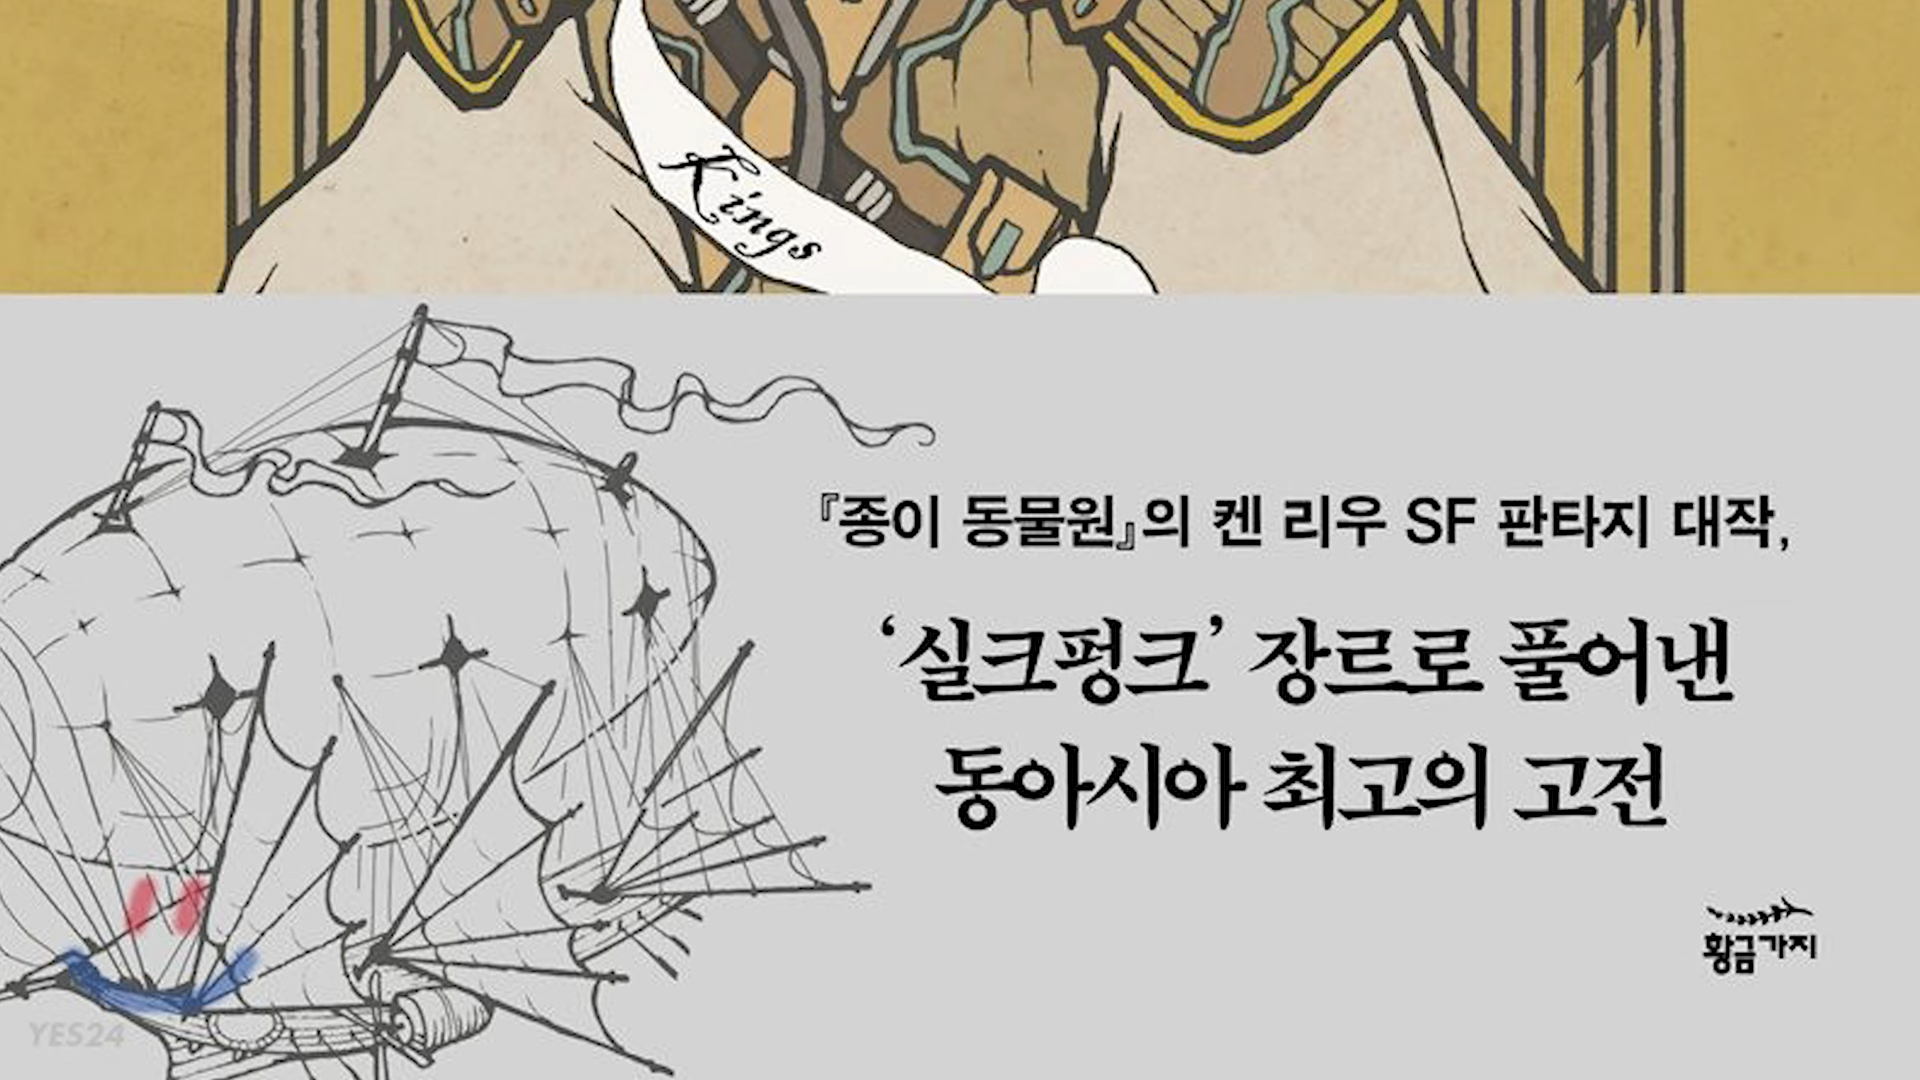 Kings
『종이 동물원』의 켄 리우 SF 판타지 대작,
‘실크펑크’ 장르로 풀어낸
동아시아 최고의 고전
황금가지
YES24